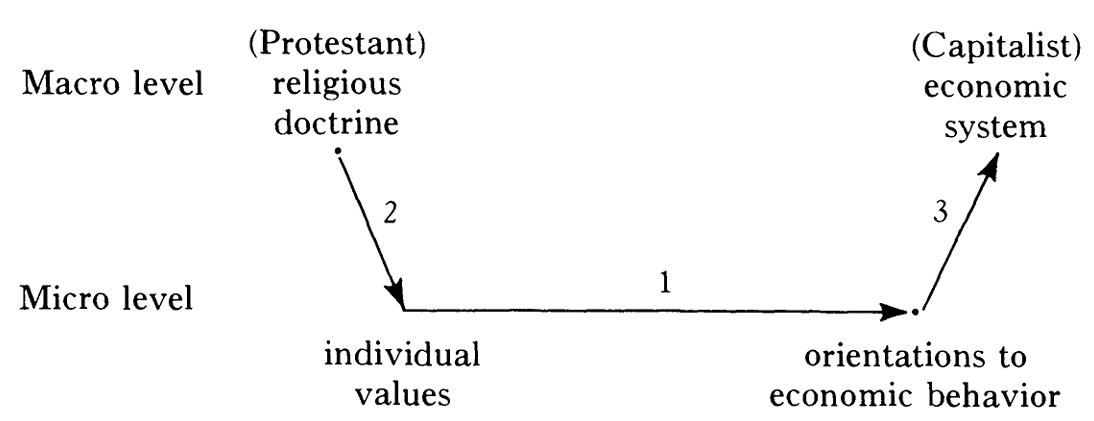 Macro level
(Protestant)
religious
doctrine
(Capitalist)
economic
system
2
3
Micro level
1
individual
values
orientations to
economic behavior